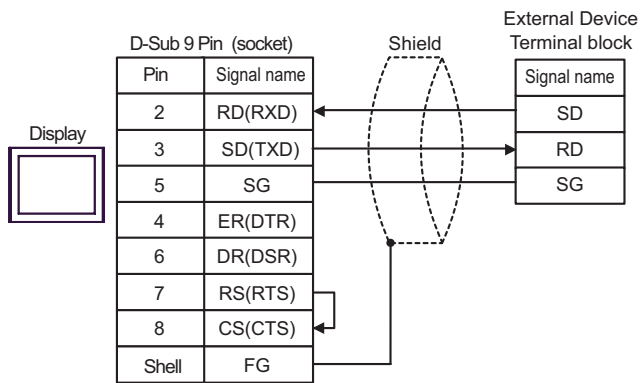 External Device
D-Sub 9 Pin (socket) Shield Terminal block
Pin Signal name Signal name
2 RD(RXD) SD
Display
3 SD(TXD) RD
5 SG SG
4 ER(DTR)
6 DR(DSR)
7 RS(RTS)
8 CS(CTS)
Shell FG